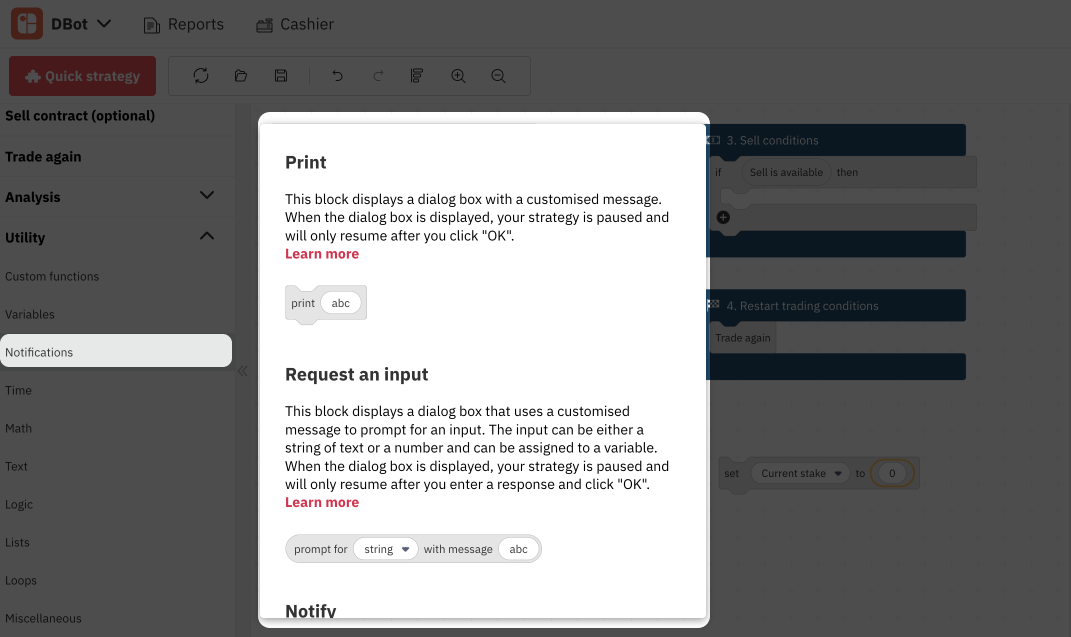 DBot
Reports
Cashier
Quick strategy
Sell contract (optional)
Trade again
Analysis
Utility
Custom functions
Variables
Notifications
Time
Math
Text
Logic
Lists
Loops
Miscellaneous
Print
This block displays a dialog box with a customised message.
When the dialog box is displayed, your strategy is paused and
will only resume after you click "OK".
Learn more
print abc
Request an input
This block displays a dialog box that uses a customised
message to prompt for an input. The input can be either a
string of text or a number and can be assigned to a variable.
When the dialog box is displayed, your strategy is paused and
will only resume after you enter a response and click "OK".
Learn more
prompt for string with message abc
Notify
3. Sell conditions
if Sell is available then
4. Restart trading conditions
Trade again
set Current stake to 0